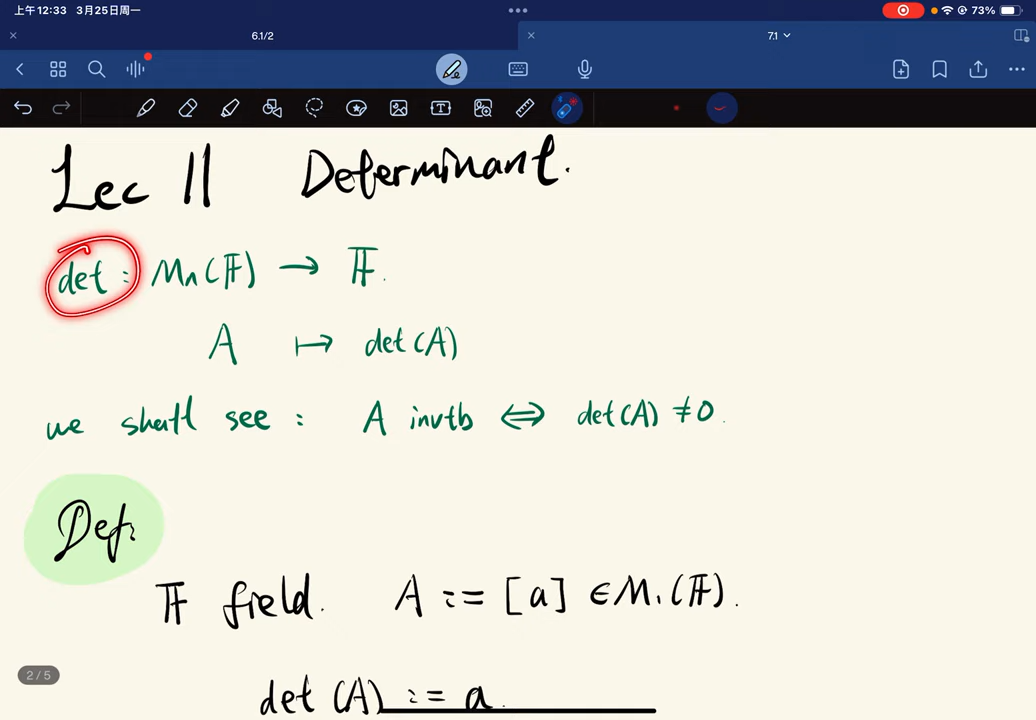 上午12:33 3月25日周一
73%
6.1/2
7.1
Lec 11 Determinant.
det : Mn(𝔽) → 𝔽.
A ↦ det(A)
we shall see : A invtb ⇔ det(A) ≠ 0.
Def:
𝔽 field. A := [a] ∈ M₁(𝔽).
2 / 5
det (A) := a.